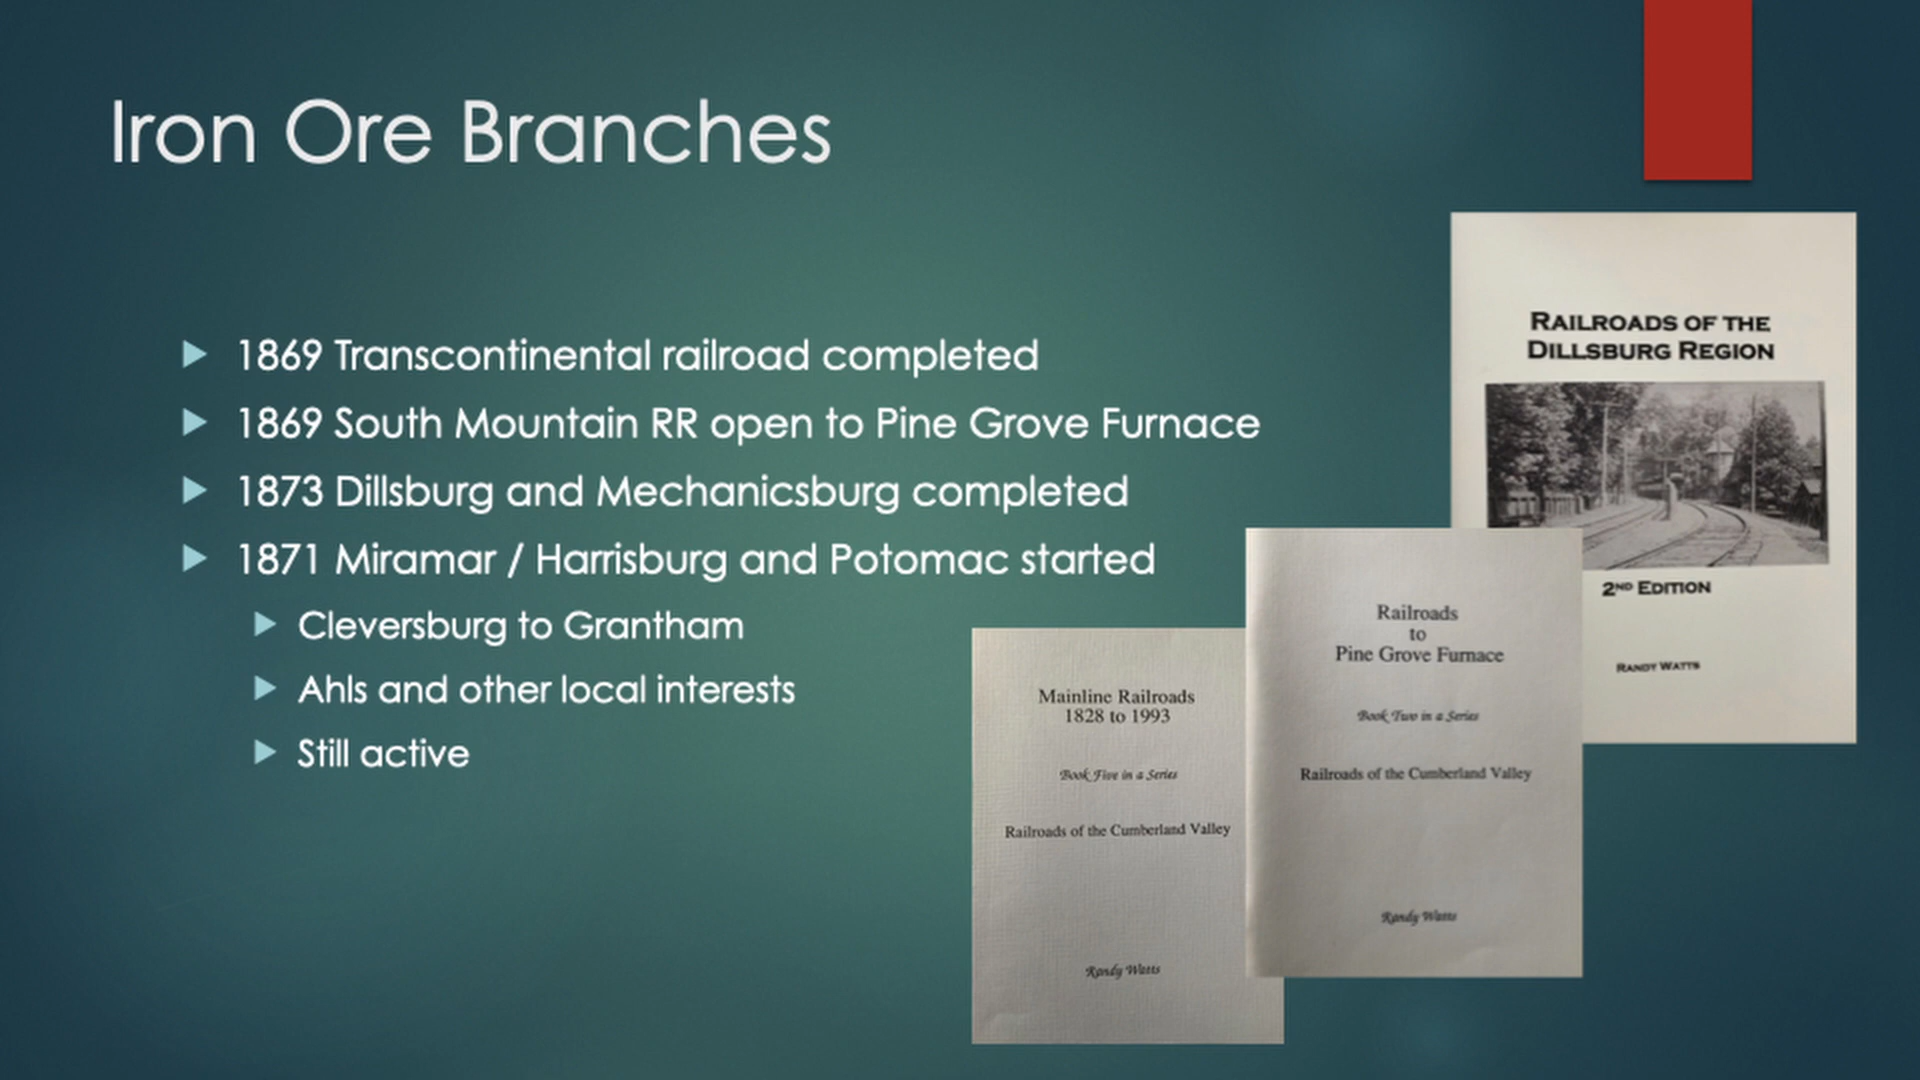 Iron Ore Branches
1869 Transcontinental railroad completed
1869 South Mountain RR open to Pine Grove Furnace
1873 Dillsburg and Mechanicsburg completed
1871 Miramar / Harrisburg and Potomac started
Cleversburg to Grantham
Ahls and other local interests
Still active
RAILROADS OF THE
DILLSBURG REGION
2ND EDITION
RANDY WATTS
Railroads
to
Pine Grove Furnace
Book Two in a Series
Railroads of the Cumberland Valley
Randy Watts
Mainline Railroads
1828 to 1993
Book Five in a Series
Railroads of the Cumberland Valley
Randy Watts